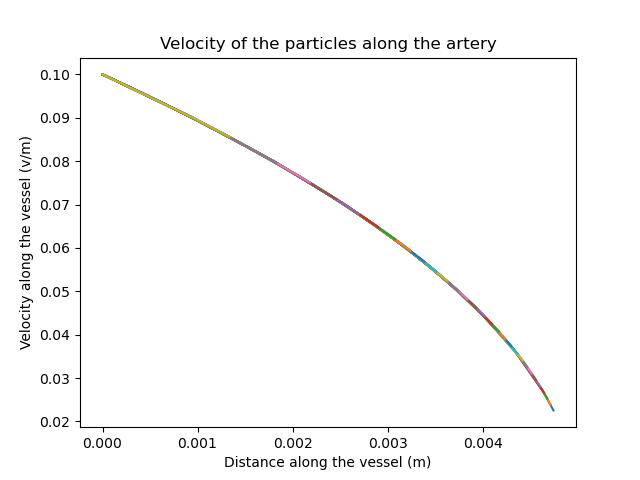 Velocity of the particles along the artery
0.10
0.09
0.08
0.07
0.06
0.05
0.04
0.03
0.02
Velocity along the vessel (v/m)
0.000 0.001 0.002 0.003 0.004
Distance along the vessel (m)